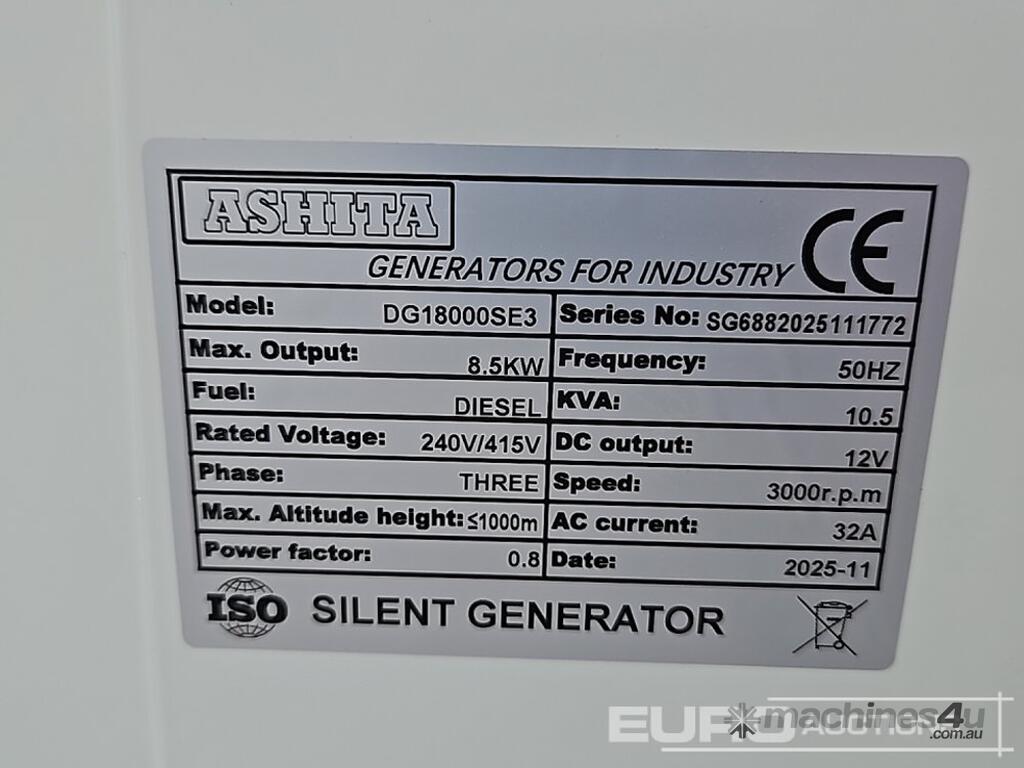 ASHITA
CE
GENERATORS FOR INDUSTRY
Model: DG18000SE3 Series No: SG6882025111772
Max. Output: 8.5KW Frequency: 50HZ
Fuel: DIESEL KVA: 10.5
Rated Voltage: 240V/415V DC output: 12V
Phase: THREE Speed: 3000r.p.m
Max. Altitude height: ≤1000m AC current: 32A
Power factor: 0.8 Date: 2025-11
ISO SILENT GENERATOR
EURO AUCTIONS
machines4u
.com.au